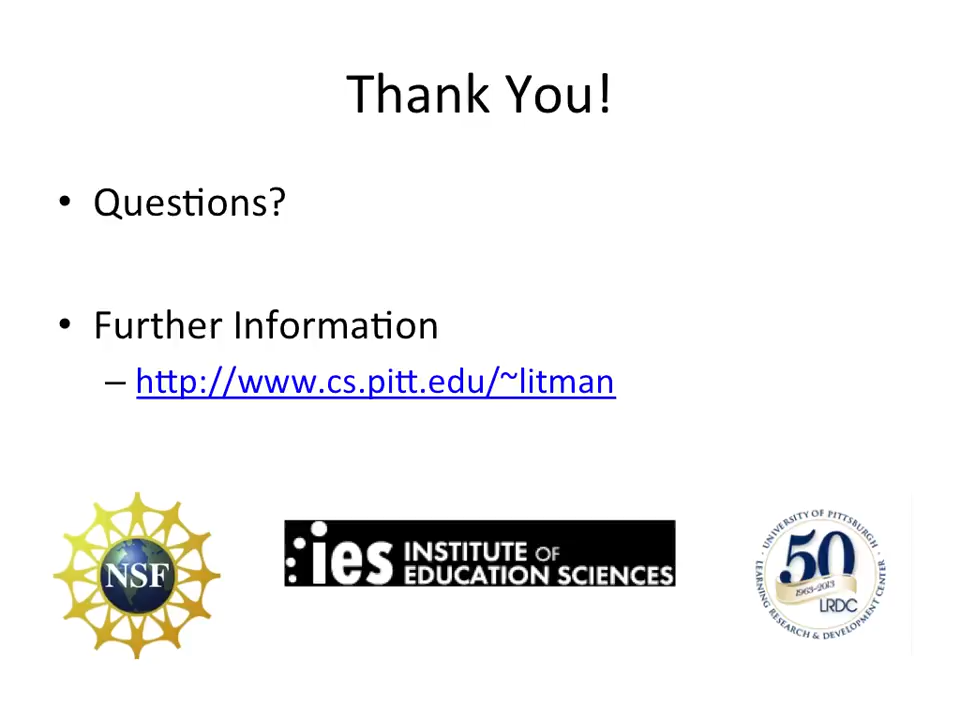 Thank You!
• Questions?
• Further Information
– http://www.cs.pitt.edu/~litman
NSF
ies INSTITUTE OF
EDUCATION SCIENCES
UNIVERSITY OF PITTSBURGH
50
1963-2013
LRDC
LEARNING RESEARCH & DEVELOPMENT CENTER